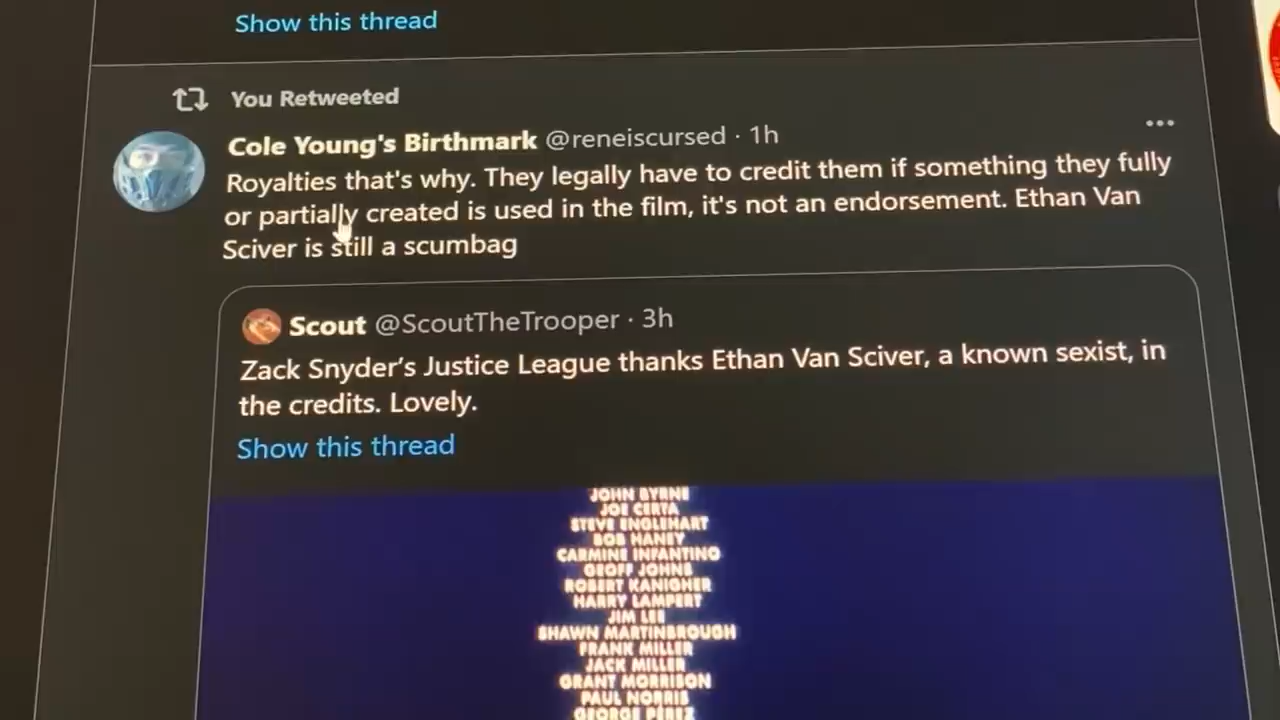 Show this thread
You Retweeted
Cole Young's Birthmark @reneiscursed · 1h
Royalties that's why. They legally have to credit them if something they fully
or partially created is used in the film, it's not an endorsement. Ethan Van
Sciver is still a scumbag
Scout @ScoutTheTrooper · 3h
Zack Snyder's Justice League thanks Ethan Van Sciver, a known sexist, in
the credits. Lovely.
Show this thread
JOHN BYRNE
JOE CERTA
STEVE ENGLEHART
BOB HANEY
CARMINE INFANTINO
GEOFF JOHNS
ROBERT KANIGHER
HARRY LAMPERT
JIM LEE
SHAWN MARTINBROUGH
FRANK MILLER
JACK MILLER
GRANT MORRISON
PAUL NORRIS
GEORGE PÉREZ